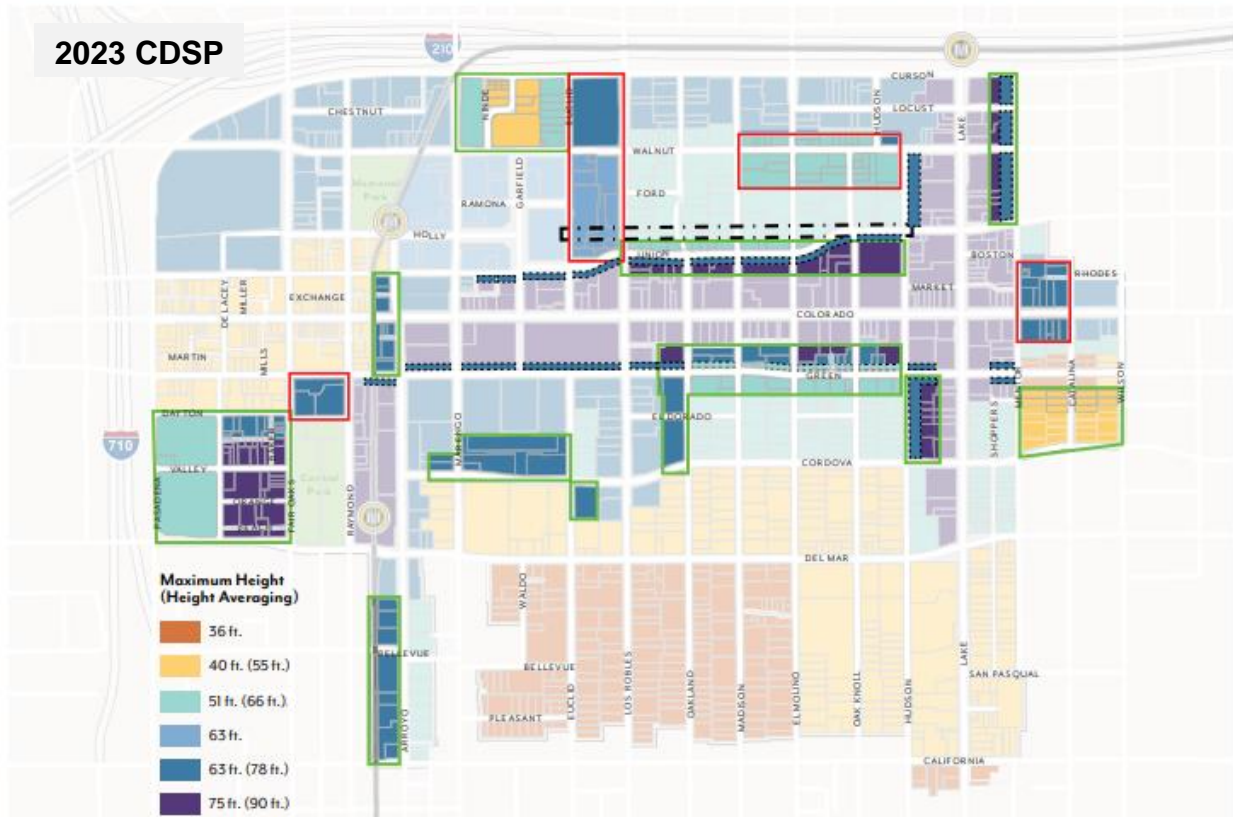 2023 CDSP
210
CURSON
CHESTNUT
LOCUST
HUDSON
LAKE
EUCLID
WALNUT
GARFIELD
FORD
RAMONA
HOLLY
UNION
BOSTON
RHODES
DE LACEY
MILLER
EXCHANGE
MARKET
COLORADO
MARTIN
MILLS
GREEN
DAYTON
EL DORADO
SHOPPERS
MENTOR
CATALINA
WILSON
710
MARENGO
VALLEY
CORDOVA
Central
Park
PASADENA
ORANGE
FAIR OAKS
RAYMOND
DEL MAR
Maximum Height
(Height Averaging)
36 ft.
40 ft. (55 ft.)
51 ft. (66 ft.)
63 ft.
63 ft. (78 ft.)
75 ft. (90 ft.)
WALDO
BELLEVUE
BELLEVUE
PLEASANT
ARROYO
EUCLID
LOS ROBLES
OAKLAND
MADISON
EL MOLINO
OAK KNOLL
HUDSON
LAKE
SAN PASQUAL
CALIFORNIA